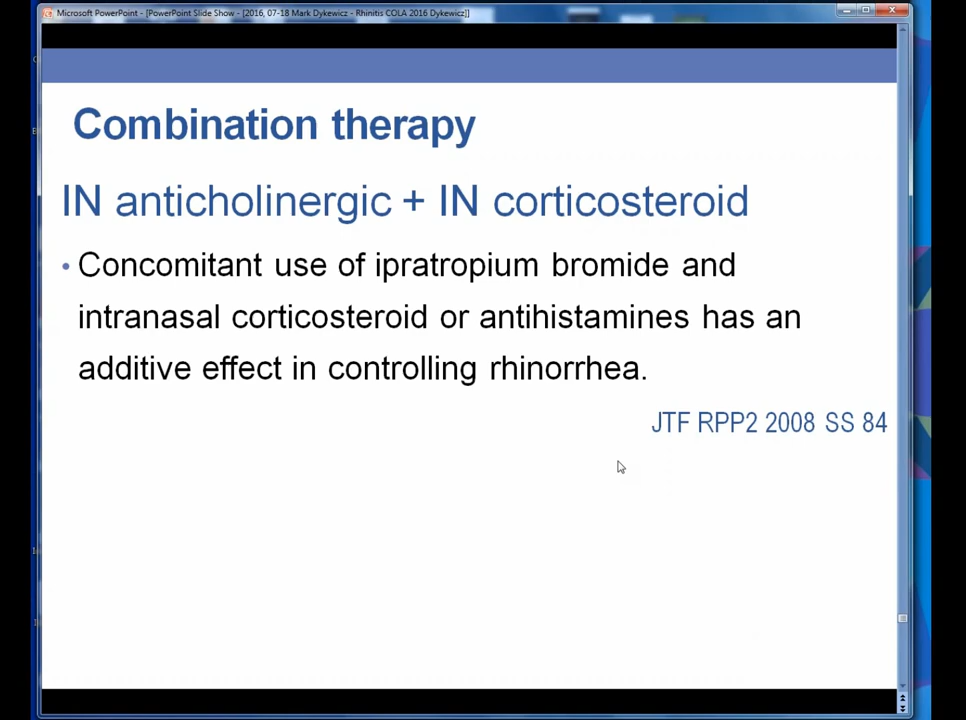 Microsoft PowerPoint - [PowerPoint Slide Show - [2016, 07-18 Mark Dykewicz - Rhinitis COLA 2016 Dykewicz]]
Combination therapy
IN anticholinergic + IN corticosteroid
• Concomitant use of ipratropium bromide and
intranasal corticosteroid or antihistamines has an
additive effect in controlling rhinorrhea.
JTF RPP2 2008 SS 84